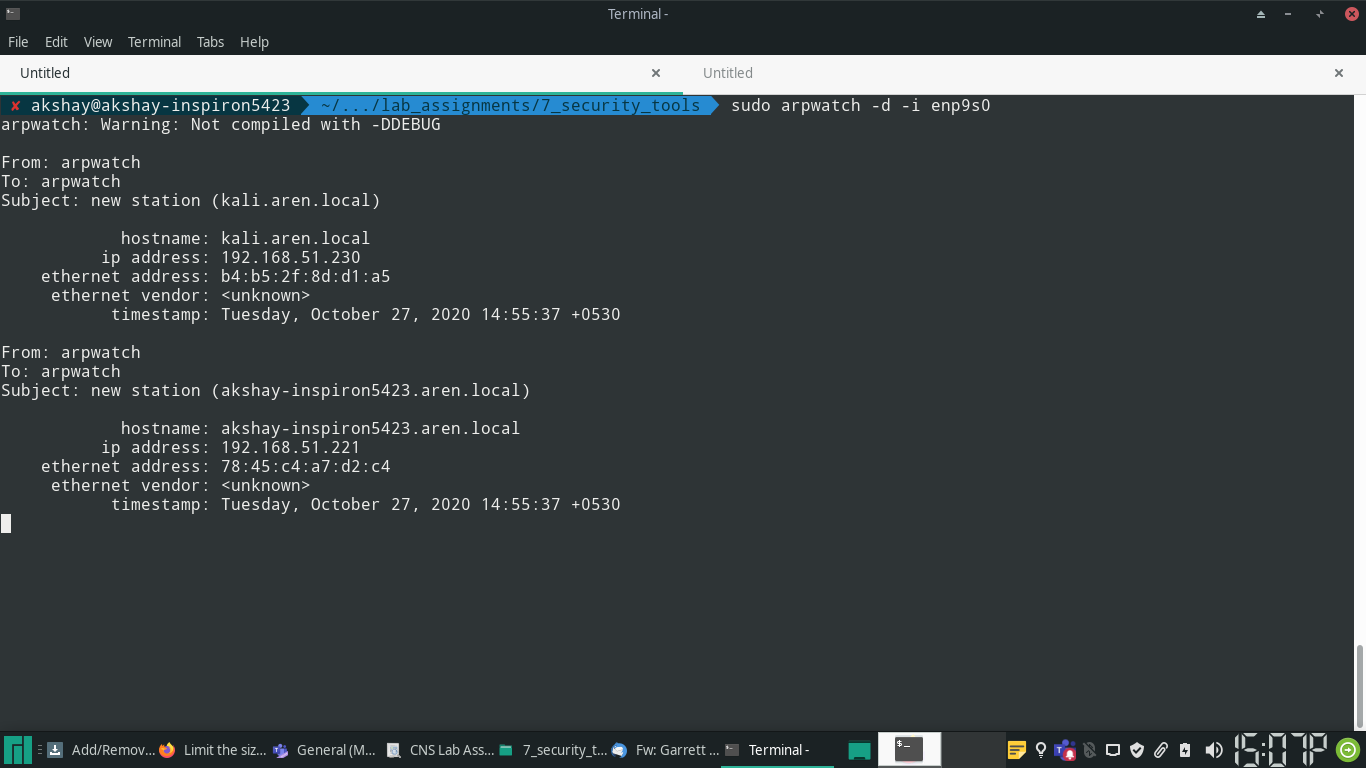 Terminal -
File Edit View Terminal Tabs Help
Untitled Untitled
✘ akshay@akshay-inspiron5423 ~/.../lab_assignments/7_security_tools sudo arpwatch -d -i enp9s0
arpwatch: Warning: Not compiled with -DDEBUG
From: arpwatch
To: arpwatch
Subject: new station (kali.aren.local)
hostname: kali.aren.local
ip address: 192.168.51.230
ethernet address: b4:b5:2f:8d:d1:a5
ethernet vendor: <unknown>
timestamp: Tuesday, October 27, 2020 14:55:37 +0530
From: arpwatch
To: arpwatch
Subject: new station (akshay-inspiron5423.aren.local)
hostname: akshay-inspiron5423.aren.local
ip address: 192.168.51.221
ethernet address: 78:45:c4:a7:d2:c4
ethernet vendor: <unknown>
timestamp: Tuesday, October 27, 2020 14:55:37 +0530
Add/Remov... Limit the siz... General (M... CNS Lab Ass... 7_security_t... Fw: Garrett ... Terminal - 15:07P